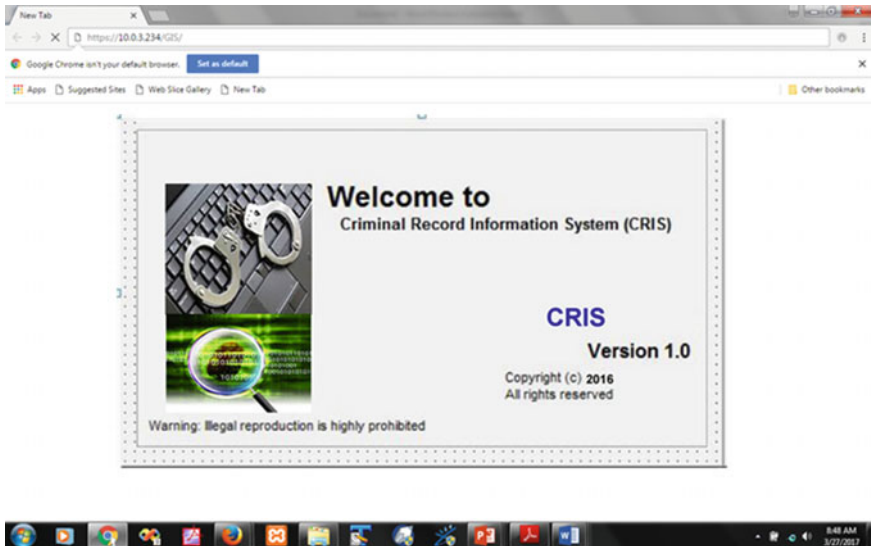 New Tab
https://10.0.3.234/GIS/
Google Chrome isn't your default browser. Set as default
Apps Suggested Sites Web Slice Gallery New Tab Other bookmarks
Welcome to
Criminal Record Information System (CRIS)
CRIS
Version 1.0
Copyright (c) 2016
All rights reserved
Warning: Illegal reproduction is highly prohibited
8:48 AM
3/27/2017